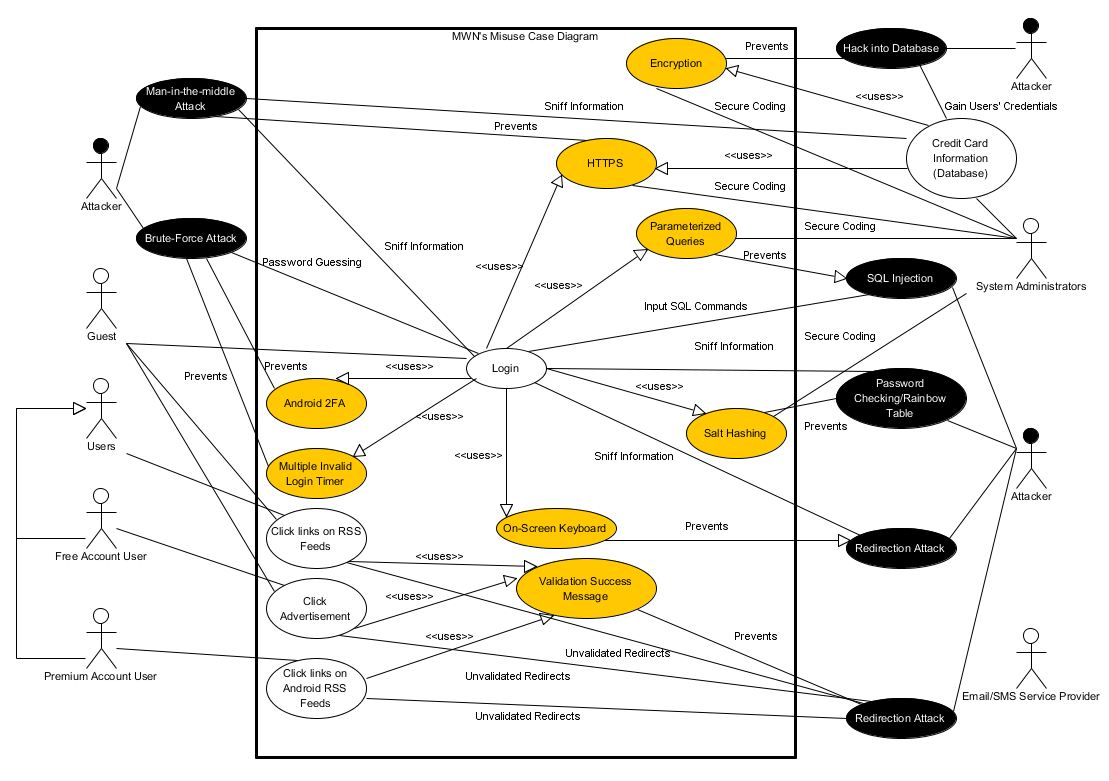 MWN's Misuse Case Diagram
Prevents
Hack into Database
Encryption
Attacker
<<uses>>
Man-in-the-middle
Attack
Sniff Information
Secure Coding
Gain Users' Credentials
Prevents
Credit Card
Information
(Database)
HTTPS
<<uses>>
Secure Coding
Attacker
Brute-Force Attack
Parameterized
Queries
Secure Coding
Sniff Information
Prevents
Password Guessing
<<uses>>
SQL Injection
System Administrators
<<uses>>
Input SQL Commands
Guest
Secure Coding
Sniff Information
Prevents
Prevents
<<uses>>
Login
<<uses>>
Password
Checking/Rainbow
Table
Android 2FA
<<uses>>
Prevents
Salt Hashing
Users
<<uses>>
Sniff Information
Multiple Invalid
Login Timer
Attacker
Click links on RSS
Feeds
On-Screen Keyboard
Prevents
Redirection Attack
Free Account User
<<uses>>
Validation Success
Message
<<uses>>
Click
Advertisement
<<uses>>
Prevents
Unvalidated Redirects
Premium Account User
Click links on
Android RSS
Feeds
Unvalidated Redirects
Email/SMS Service Provider
Unvalidated Redirects
Redirection Attack